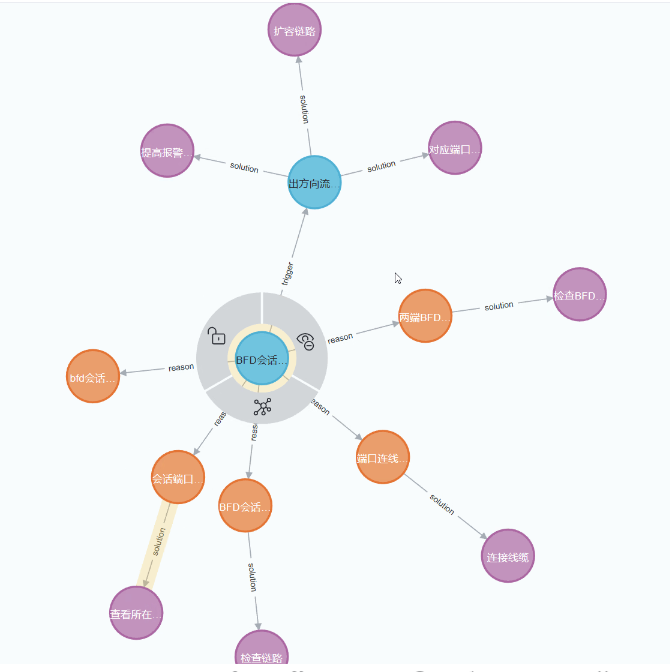 扩容链路
solution
提高报警...
solution
solution
对应端口...
出方向流...
trigger
检查BFD...
solution
两端BFD...
reason
BFD会话...
reason
bfd会话...
reason
端口连线...
reas
reas
会话端口...
BFD会话...
solution
solution
连接线缆
solution
查看所在...
检查链路